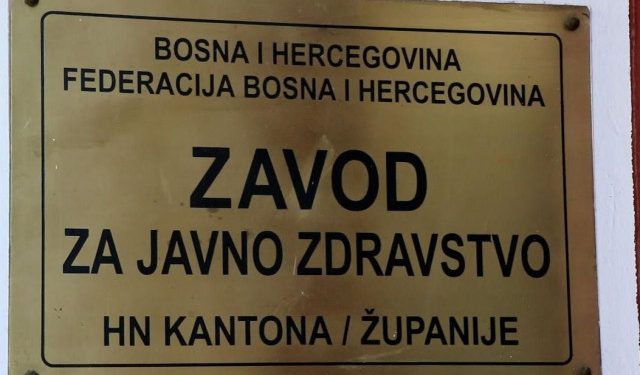 BOSNA I HERCEGOVINA
FEDERACIJA BOSNA I HERCEGOVINA
ZAVOD
ZA JAVNO ZDRAVSTVO
HN KANTONA / ŽUPANIJE